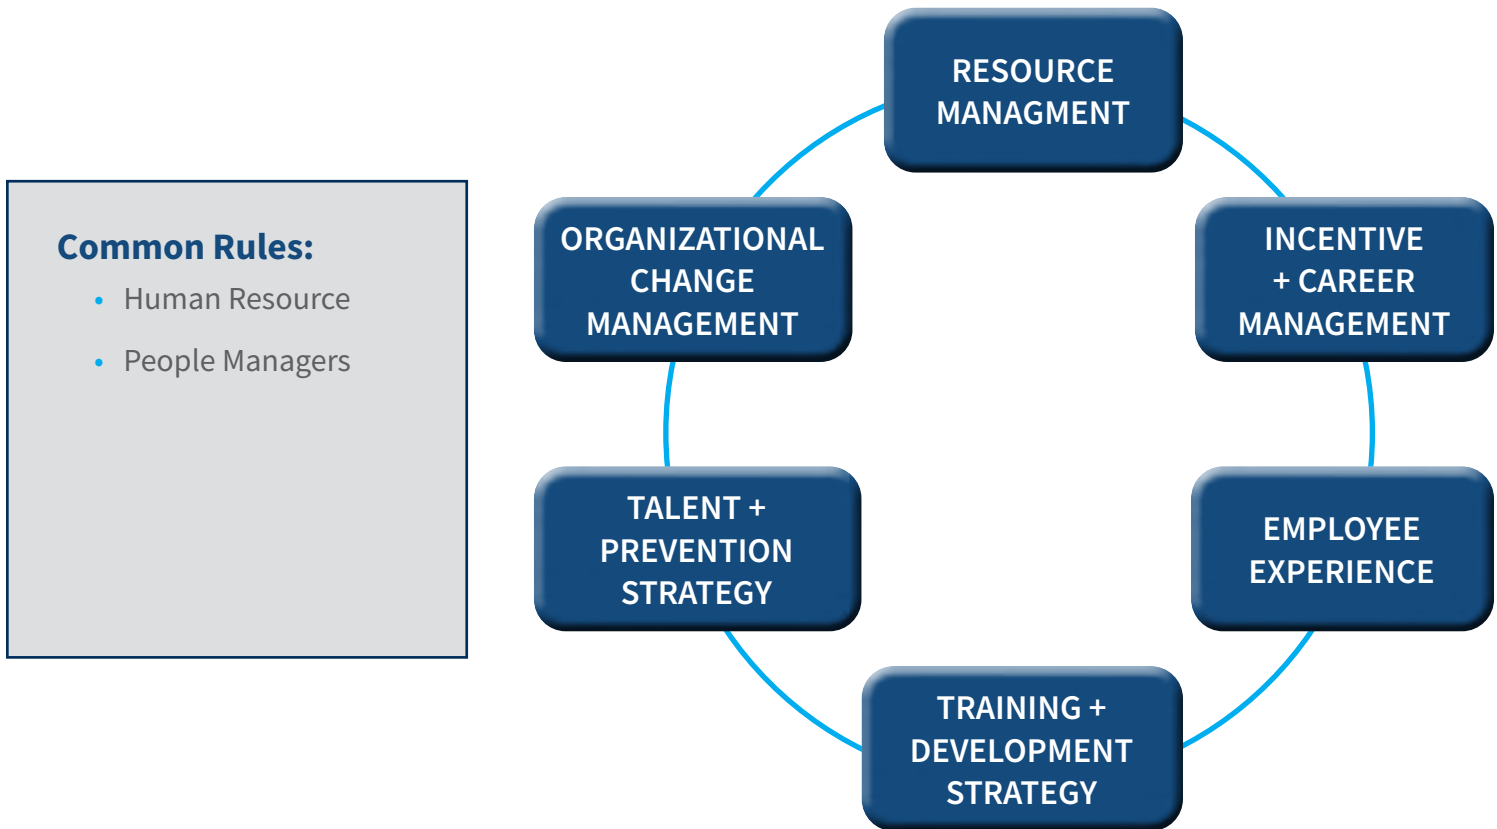 Common Rules:
• Human Resource
• People Managers
RESOURCE
MANAGMENT
INCENTIVE
+ CAREER
MANAGEMENT
EMPLOYEE
EXPERIENCE
TRAINING +
DEVELOPMENT
STRATEGY
TALENT +
PREVENTION
STRATEGY
ORGANIZATIONAL
CHANGE
MANAGEMENT